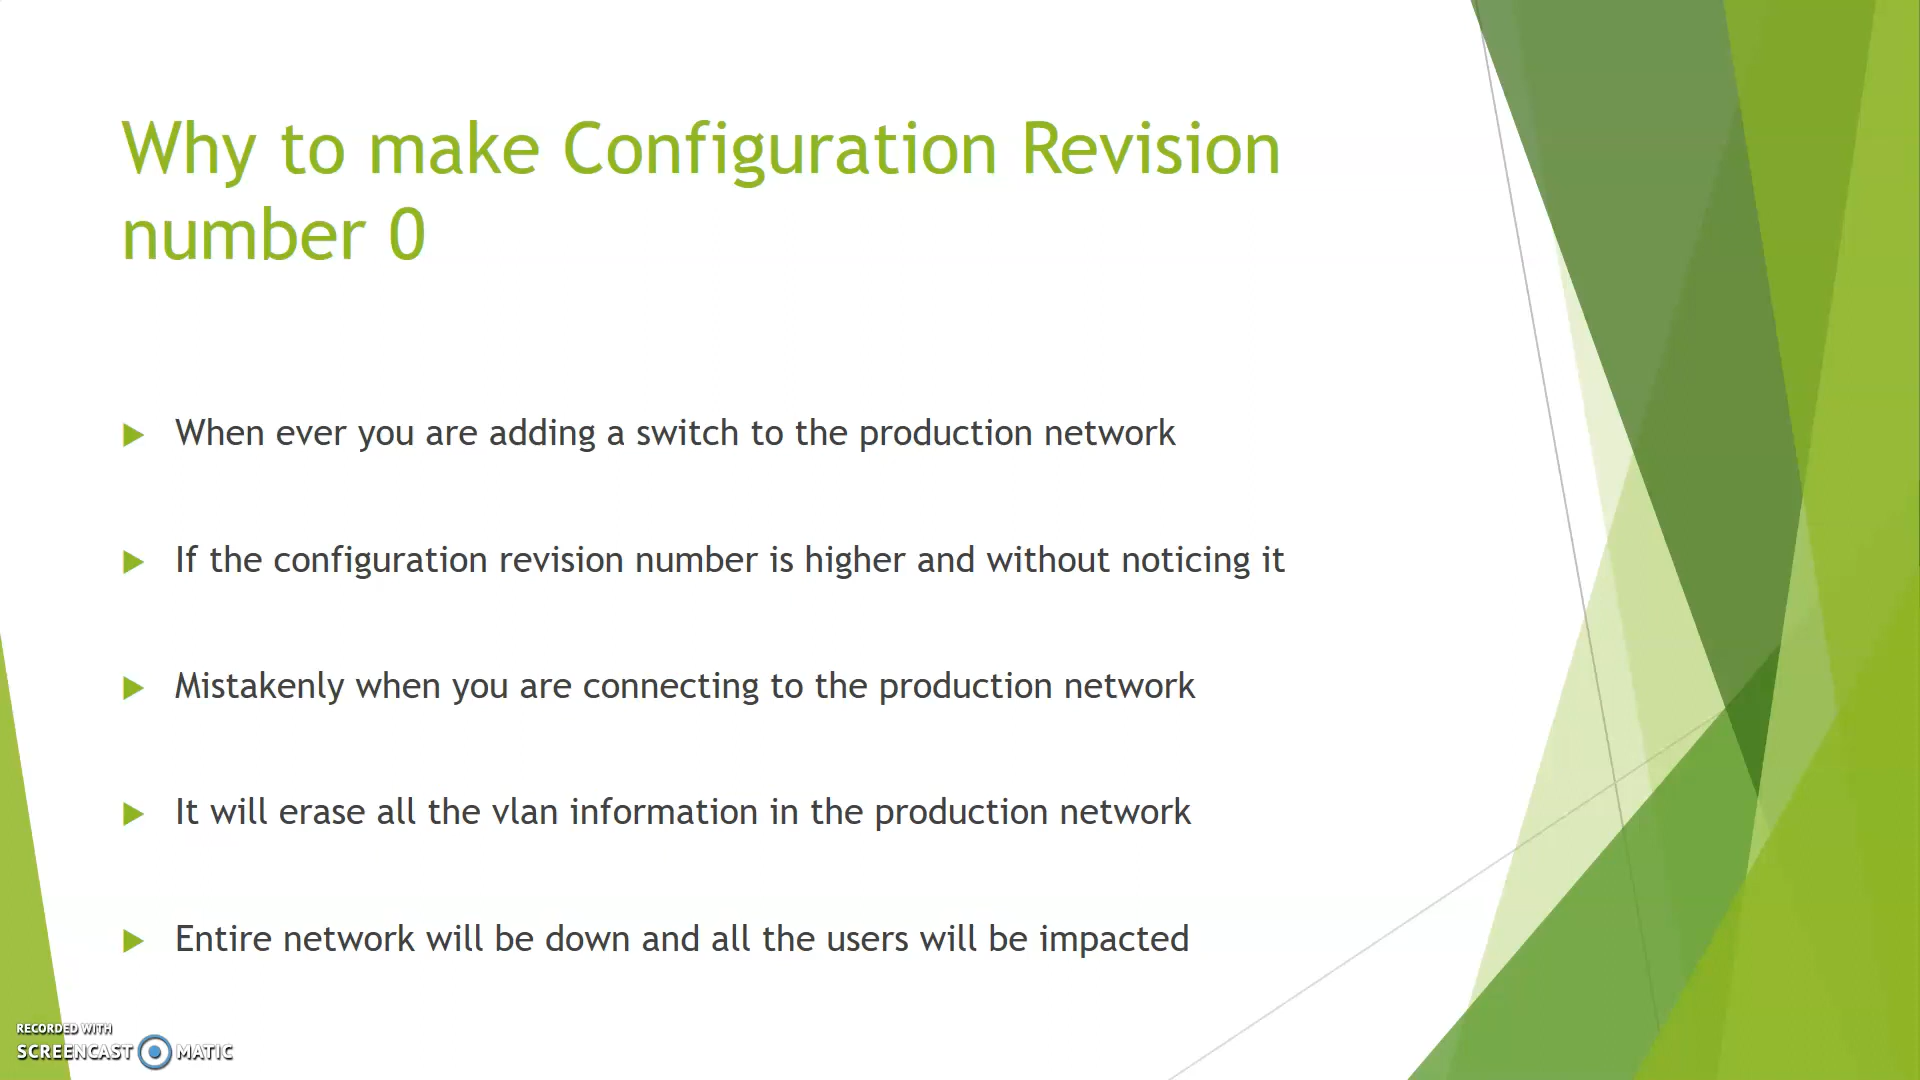 Why to make Configuration Revision
number 0
When ever you are adding a switch to the production network
If the configuration revision number is higher and without noticing it
Mistakenly when you are connecting to the production network
It will erase all the vlan information in the production network
Entire network will be down and all the users will be impacted
RECORDED WITH
SCREENCAST MATIC